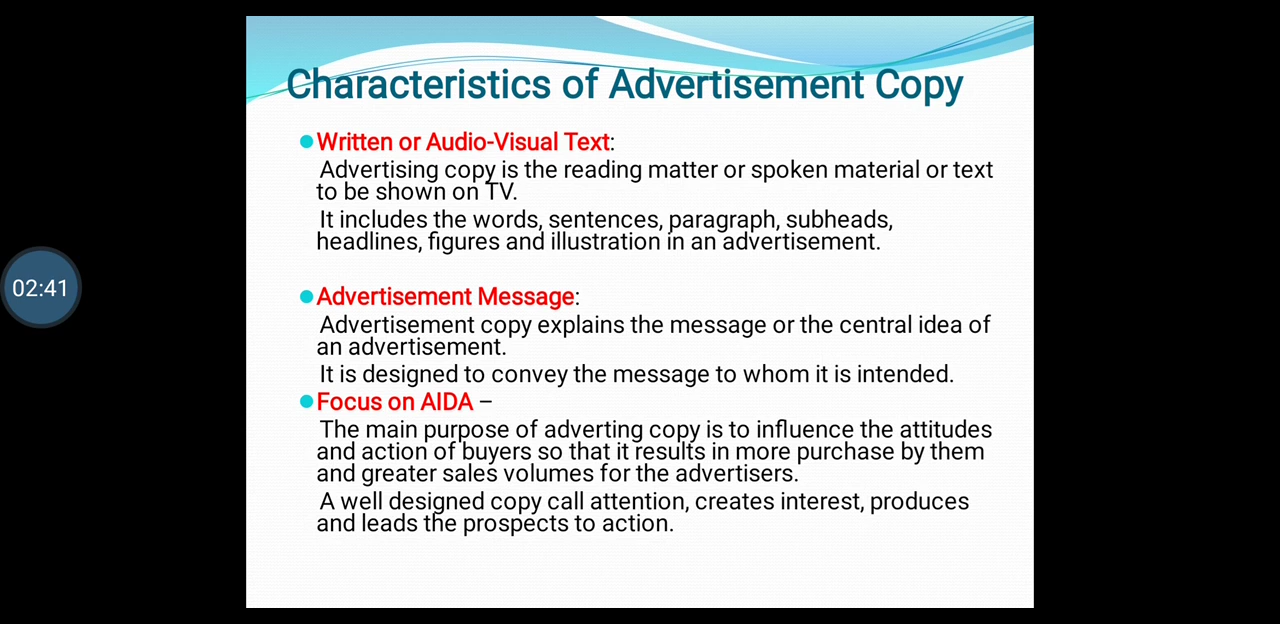 Characteristics of Advertisement Copy
Written or Audio-Visual Text:
Advertising copy is the reading matter or spoken material or text
to be shown on TV.
It includes the words, sentences, paragraph, subheads,
headlines, figures and illustration in an advertisement.
02:41
Advertisement Message:
Advertisement copy explains the message or the central idea of
an advertisement.
It is designed to convey the message to whom it is intended.
Focus on AIDA –
The main purpose of adverting copy is to influence the attitudes
and action of buyers so that it results in more purchase by them
and greater sales volumes for the advertisers.
A well designed copy call attention, creates interest, produces
and leads the prospects to action.